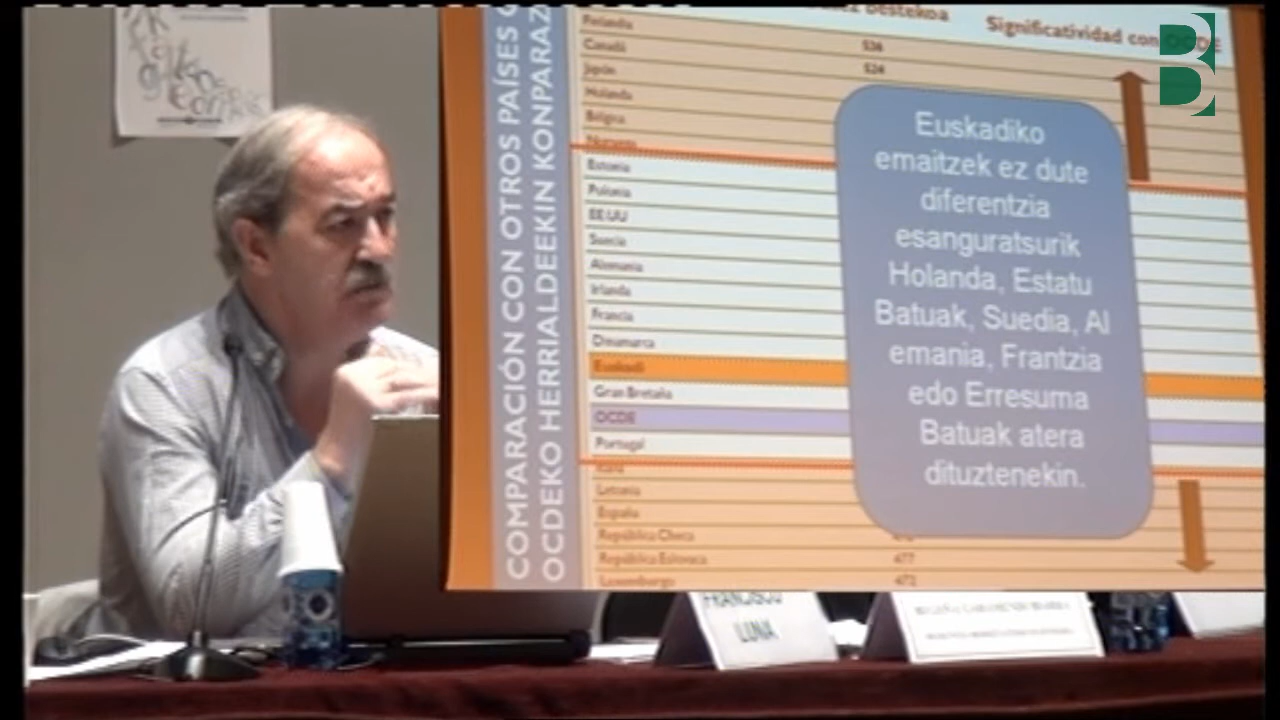 COMPARACIÓN CON OTROS PAÍSES
OCDEKO HERRIALDEEKIN KONPARAZ
bestekoa
Significatividad con OCDE
B
Finlandia
Canadá 536
Japón 524
Holanda
Bélgica
Noruega
Estonia
Polonia
EE.UU
Suecia
Alemania
Irlanda
Francia
Dinamarca
Euskadi
Gran Bretaña
OCDE
Portugal
Italia
Letonia
España
República Checa
República Eslovaca 477
Luxemburgo 472
Euskadiko
emaitzek ez dute
diferentzia
esanguratsurik
Holanda, Estatu
Batuak, Suedia, Al
emania, Frantzia
edo Erresuma
Batuak atera
dituztenekin.
FRANCISCO
LUNA